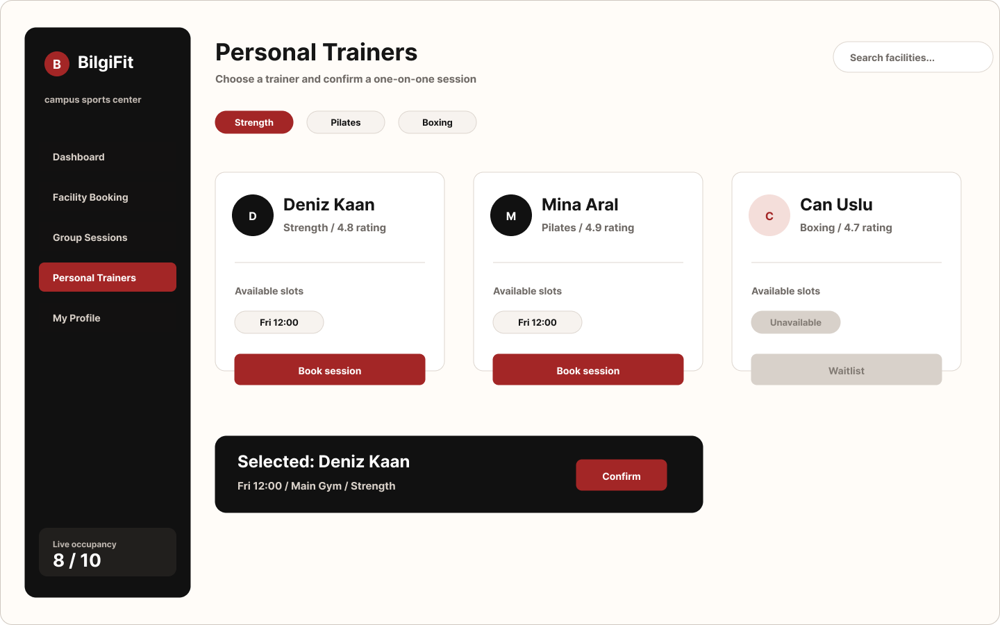 B BilgiFit
campus sports center
Dashboard
Facility Booking
Group Sessions
Personal Trainers
My Profile
Live occupancy
8 / 10
Personal Trainers
Choose a trainer and confirm a one-on-one session
Search facilities...
Strength Pilates Boxing
D
Deniz Kaan
Strength / 4.8 rating
Available slots
Fri 12:00
Book session
M
Mina Aral
Pilates / 4.9 rating
Available slots
Fri 12:00
Book session
C
Can Uslu
Boxing / 4.7 rating
Available slots
Unavailable
Waitlist
Selected: Deniz Kaan
Fri 12:00 / Main Gym / Strength
Confirm